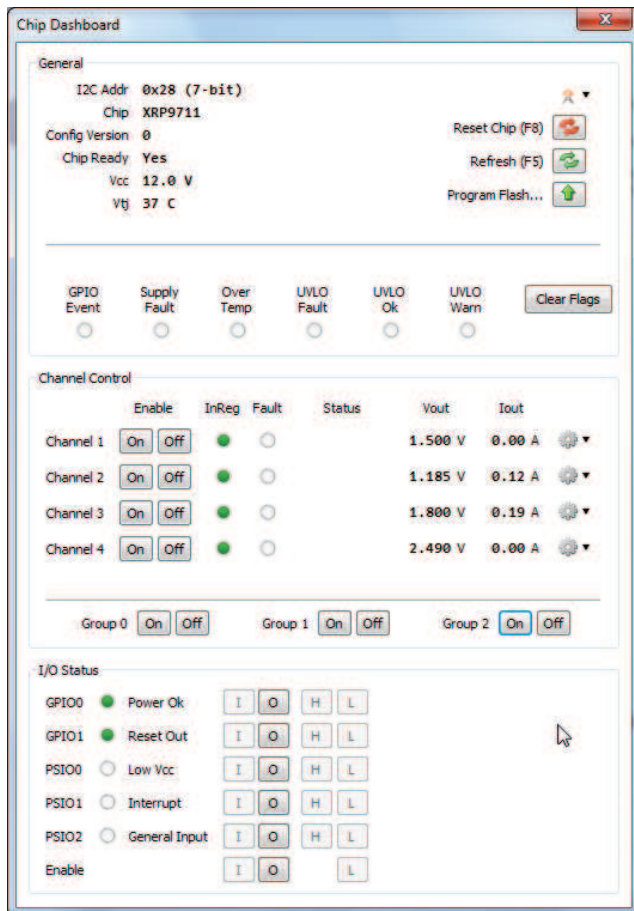 Chip Dashboard
General
I2C Addr 0x28 (7-bit)
Chip XRP9711
Config Version 0
Chip Ready Yes
Vcc 12.0 V
Vtj 37 C
Reset Chip (F8)
Refresh (F5)
Program Flash...
GPIO Event
Supply Fault
Over Temp
UVLO Fault
UVLO Ok
UVLO Warn
Clear Flags
Channel Control
Enable InReg Fault Status Vout Iout
Channel 1 On Off 1.500 V 0.00 A
Channel 2 On Off 1.185 V 0.12 A
Channel 3 On Off 1.800 V 0.19 A
Channel 4 On Off 2.490 V 0.00 A
Group 0 On Off Group 1 On Off Group 2 On Off
I/O Status
GPIO0 Power Ok I O H L
GPIO1 Reset Out I O H L
PSIO0 Low Vcc I O H L
PSIO1 Interrupt I O H L
PSIO2 General Input I O H L
Enable I O L